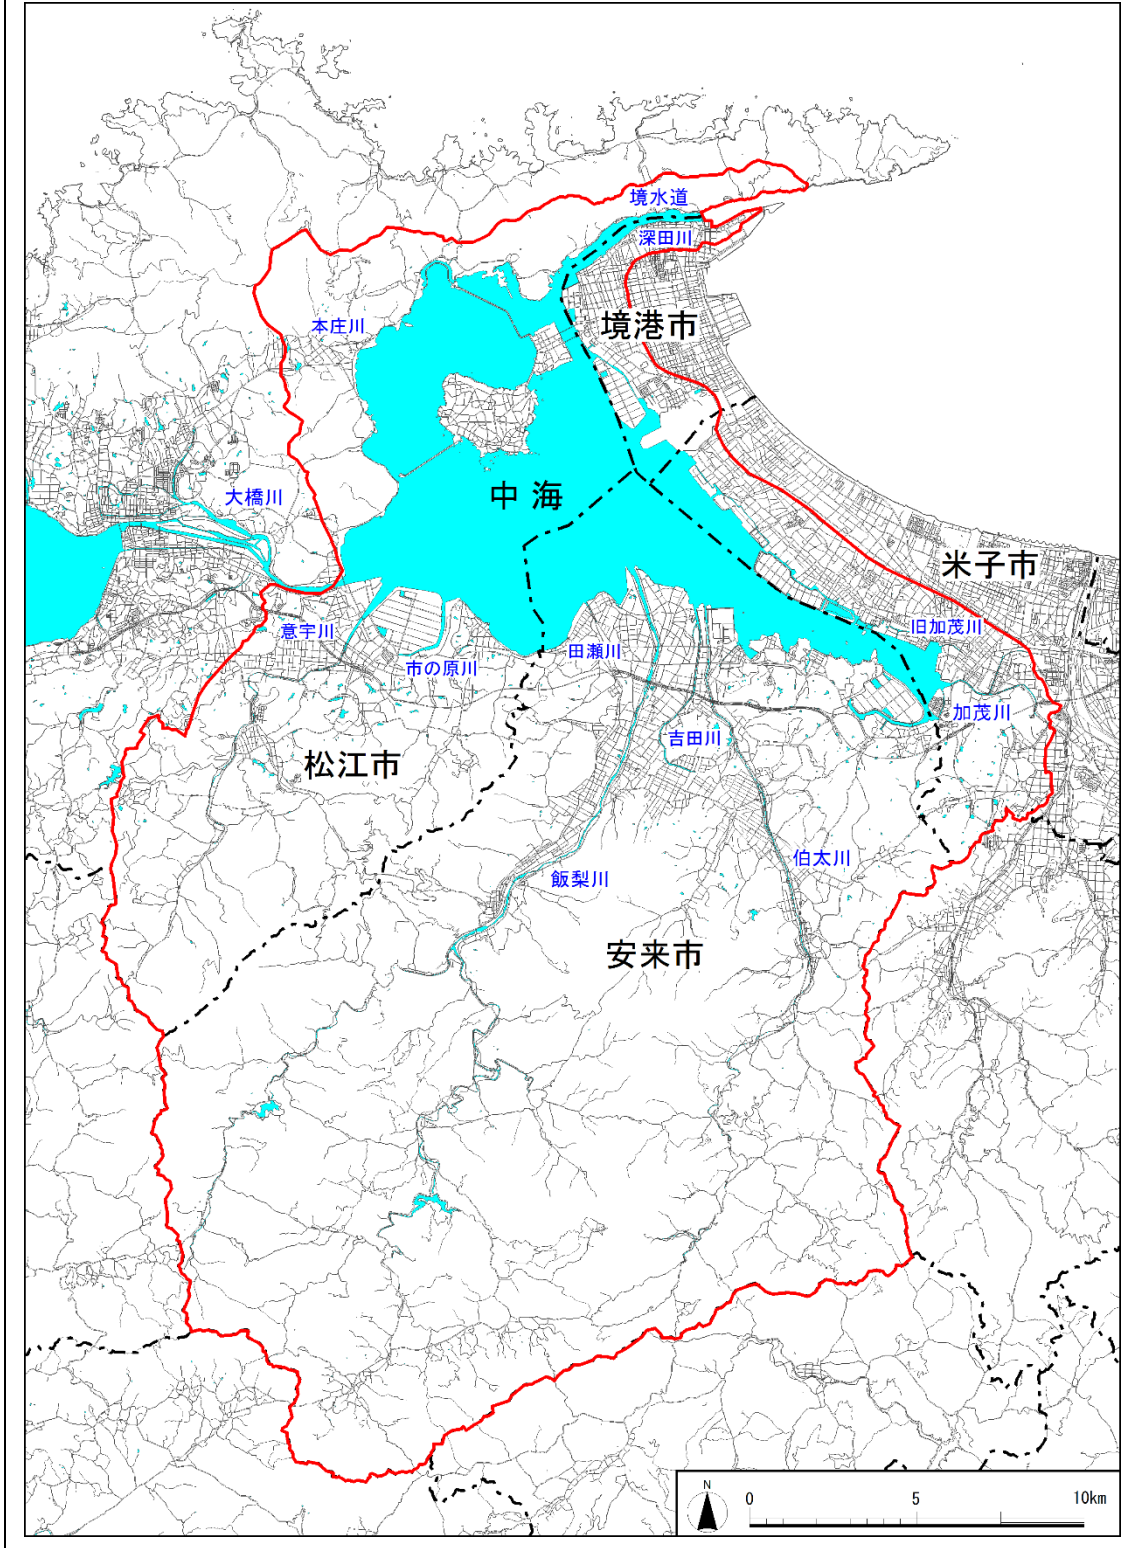 境水道
深田川
境港市
本庄川
中海
大橋川
米子市
旧加茂川
意宇川
市の原川
田瀬川
加茂川
吉田川
松江市
伯太川
飯梨川
安来市
N
0 5 10km